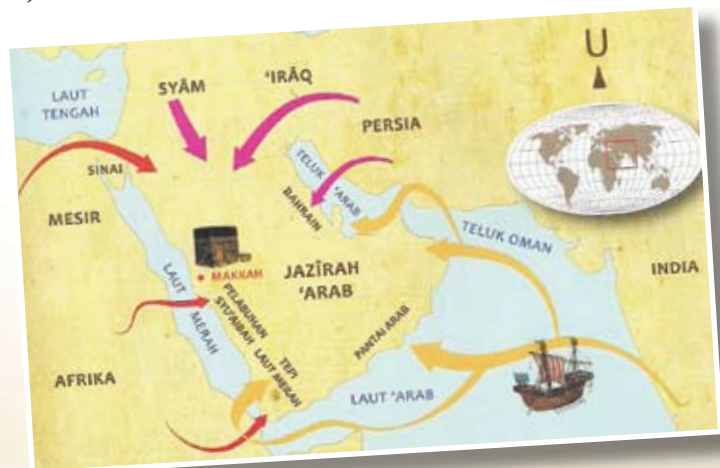 U
LAUT
TENGAH
SYĀM
‘IRĀQ
PERSIA
SINAI
MESIR
TELUK ‘ARAB
BAHRAIN
TELUK OMAN
INDIA
MAKKAH
JAZĪRAH
‘ARAB
LAUT MERAH
PELABUHAN
SYU‘AIBAH
TEPI
LAUT MERAH
PANTAI ARAB
AFRIKA
LAUT ‘ARAB